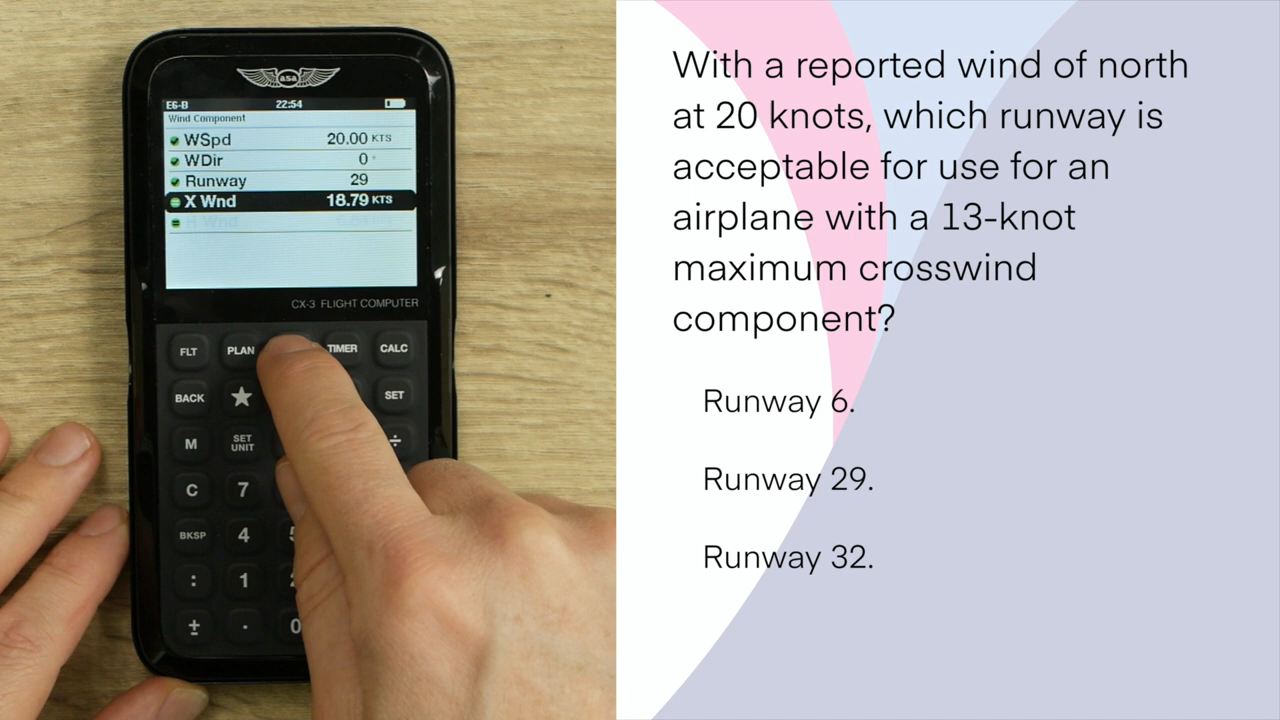 asa
E6-B 22:54
Wind Component
WSpd 20.00 KTS
WDir 0 °
Runway 29
X Wnd 18.79 KTS
CX-3 FLIGHT COMPUTER
FLT PLAN TIMER CALC
BACK ★ SET
M SET UNIT ÷
C 7
BKSP 4
: 1
± . 0
With a reported wind of north
at 20 knots, which runway is
acceptable for use for an
airplane with a 13-knot
maximum crosswind
component?
Runway 6.
Runway 29.
Runway 32.